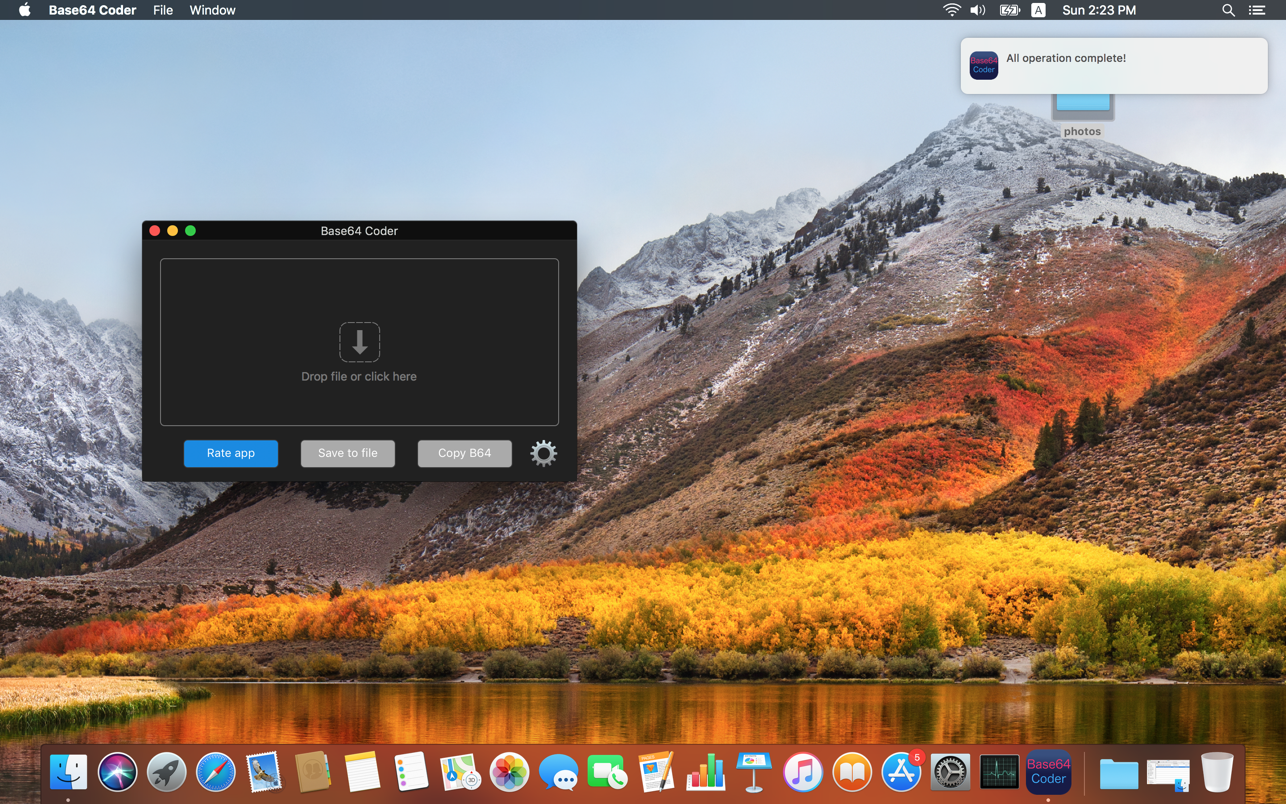 Base64 Coder File Window A Sun 2:23 PM
Base64
Coder
All operation complete!
photos
Base64 Coder
Drop file or click here
Rate app Save to file Copy B64
30
5
Base64
Coder